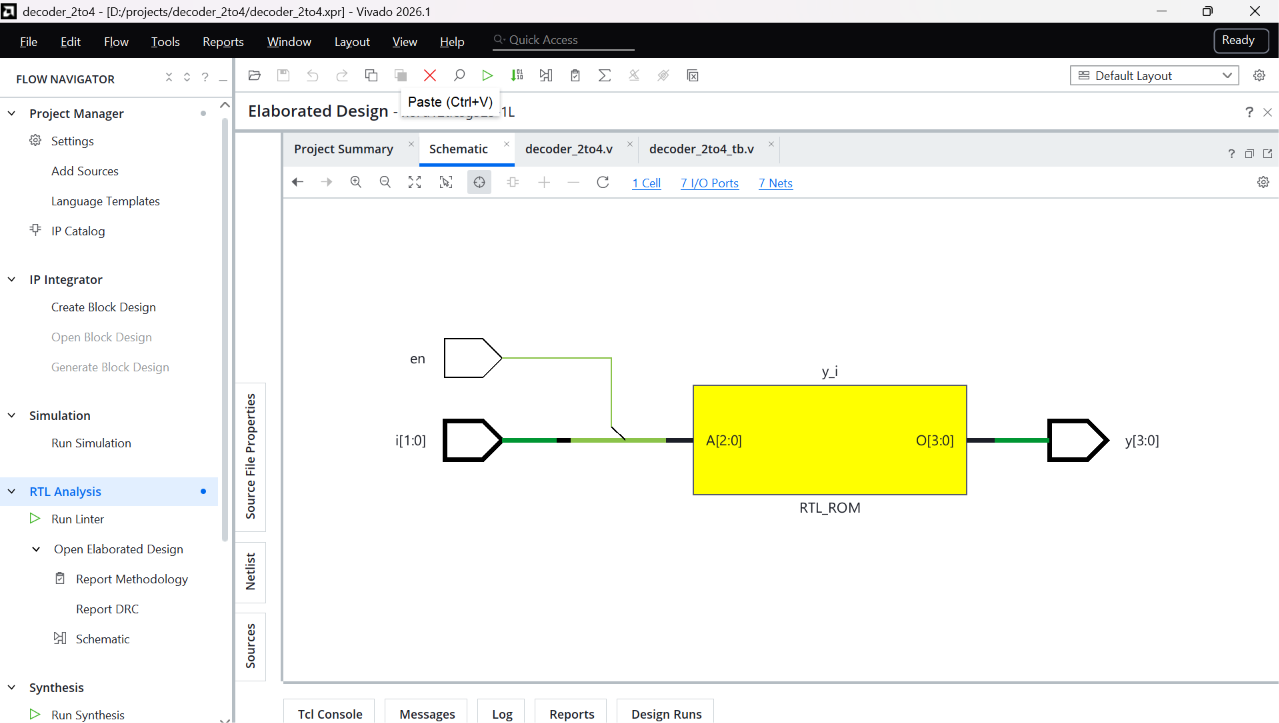 decoder_2to4 - [D:/projects/decoder_2to4/decoder_2to4.xpr] - Vivado 2026.1
File Edit Flow Tools Reports Window Layout View Help Quick Access Ready
FLOW NAVIGATOR ? _
Default Layout
Paste (Ctrl+V)
Elaborated Design - 1L ?
Project Manager
Settings
Add Sources
Language Templates
IP Catalog
IP Integrator
Create Block Design
Open Block Design
Generate Block Design
Simulation
Run Simulation
RTL Analysis
Run Linter
Open Elaborated Design
Report Methodology
Report DRC
Schematic
Synthesis
Run Synthesis
Source File Properties
Netlist
Sources
Project Summary Schematic decoder_2to4.v decoder_2to4_tb.v ?
1 Cell 7 I/O Ports 7 Nets
en
y_i
i[1:0] A[2:0] O[3:0] y[3:0]
RTL_ROM
Tcl Console Messages Log Reports Design Runs